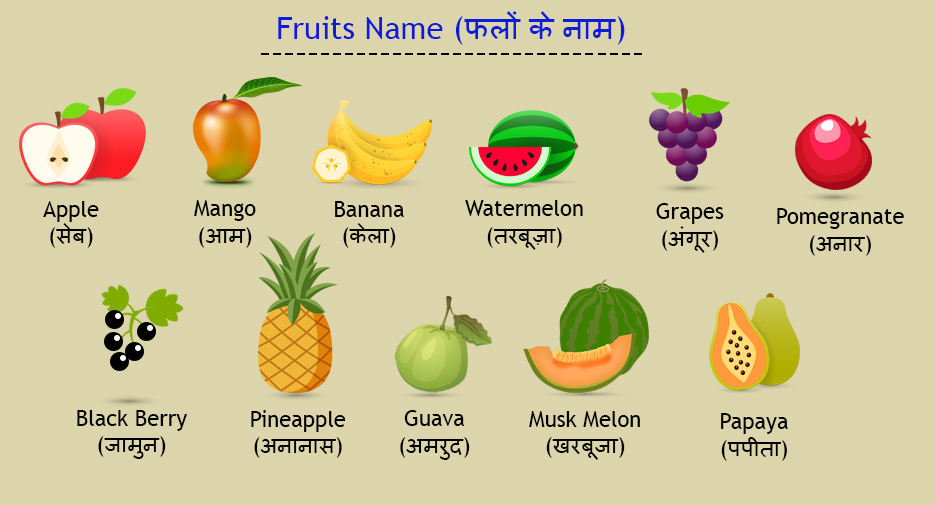 Fruits Name (फलों के नाम)
Apple
(सेब)
Mango
(आम)
Banana
(केला)
Watermelon
(तरबूज़ा)
Grapes
(अंगूर)
Pomegranate
(अनार)
Black Berry
(जामुन)
Pineapple
(अनानास)
Guava
(अमरुद)
Musk Melon
(खरबूजा)
Papaya
(पपीता)